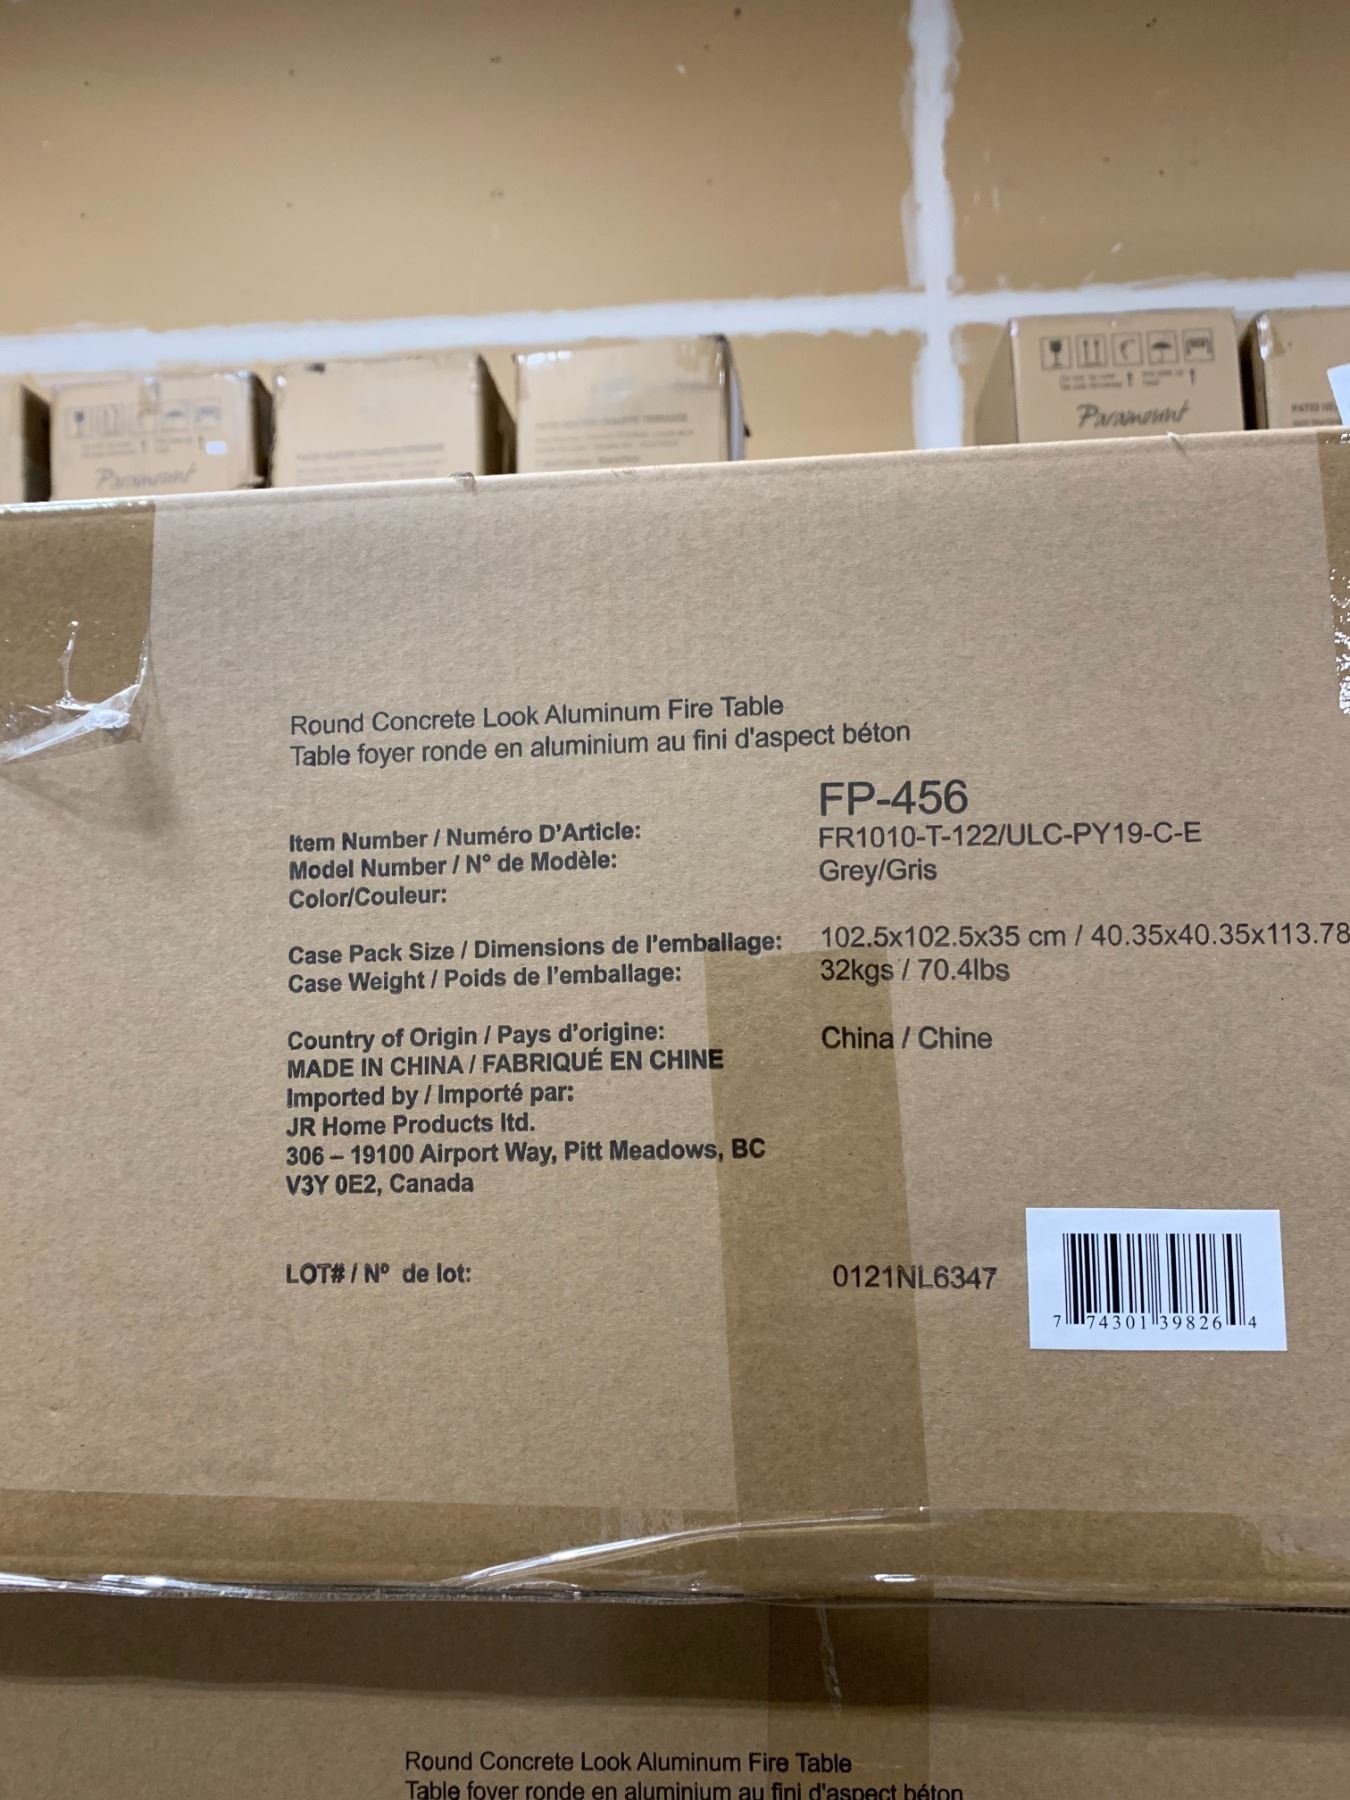 Paramount
Paramount
Round Concrete Look Aluminum Fire Table
Table foyer ronde en aluminium au fini d'aspect béton
FP-456
Item Number / Numéro D'Article:
FR1010-T-122/ULC-PY19-C-E
Model Number / Nº de Modèle:
Grey/Gris
Color/Couleur:
Case Pack Size / Dimensions de l'emballage: 102.5x102.5x35 cm / 40.35x40.35x113.78
Case Weight / Poids de l'emballage: 32kgs / 70.4lbs
Country of Origin / Pays d'origine: China / Chine
MADE IN CHINA / FABRIQUÉ EN CHINE
Imported by / Importé par:
JR Home Products ltd.
306 – 19100 Airport Way, Pitt Meadows, BC
V3Y 0E2, Canada
LOT# / Nº de lot: 0121NL6347
7 74301 39826 4
Round Concrete Look Aluminum Fire Table
Table foyer ronde en aluminium au fini d'aspect béton